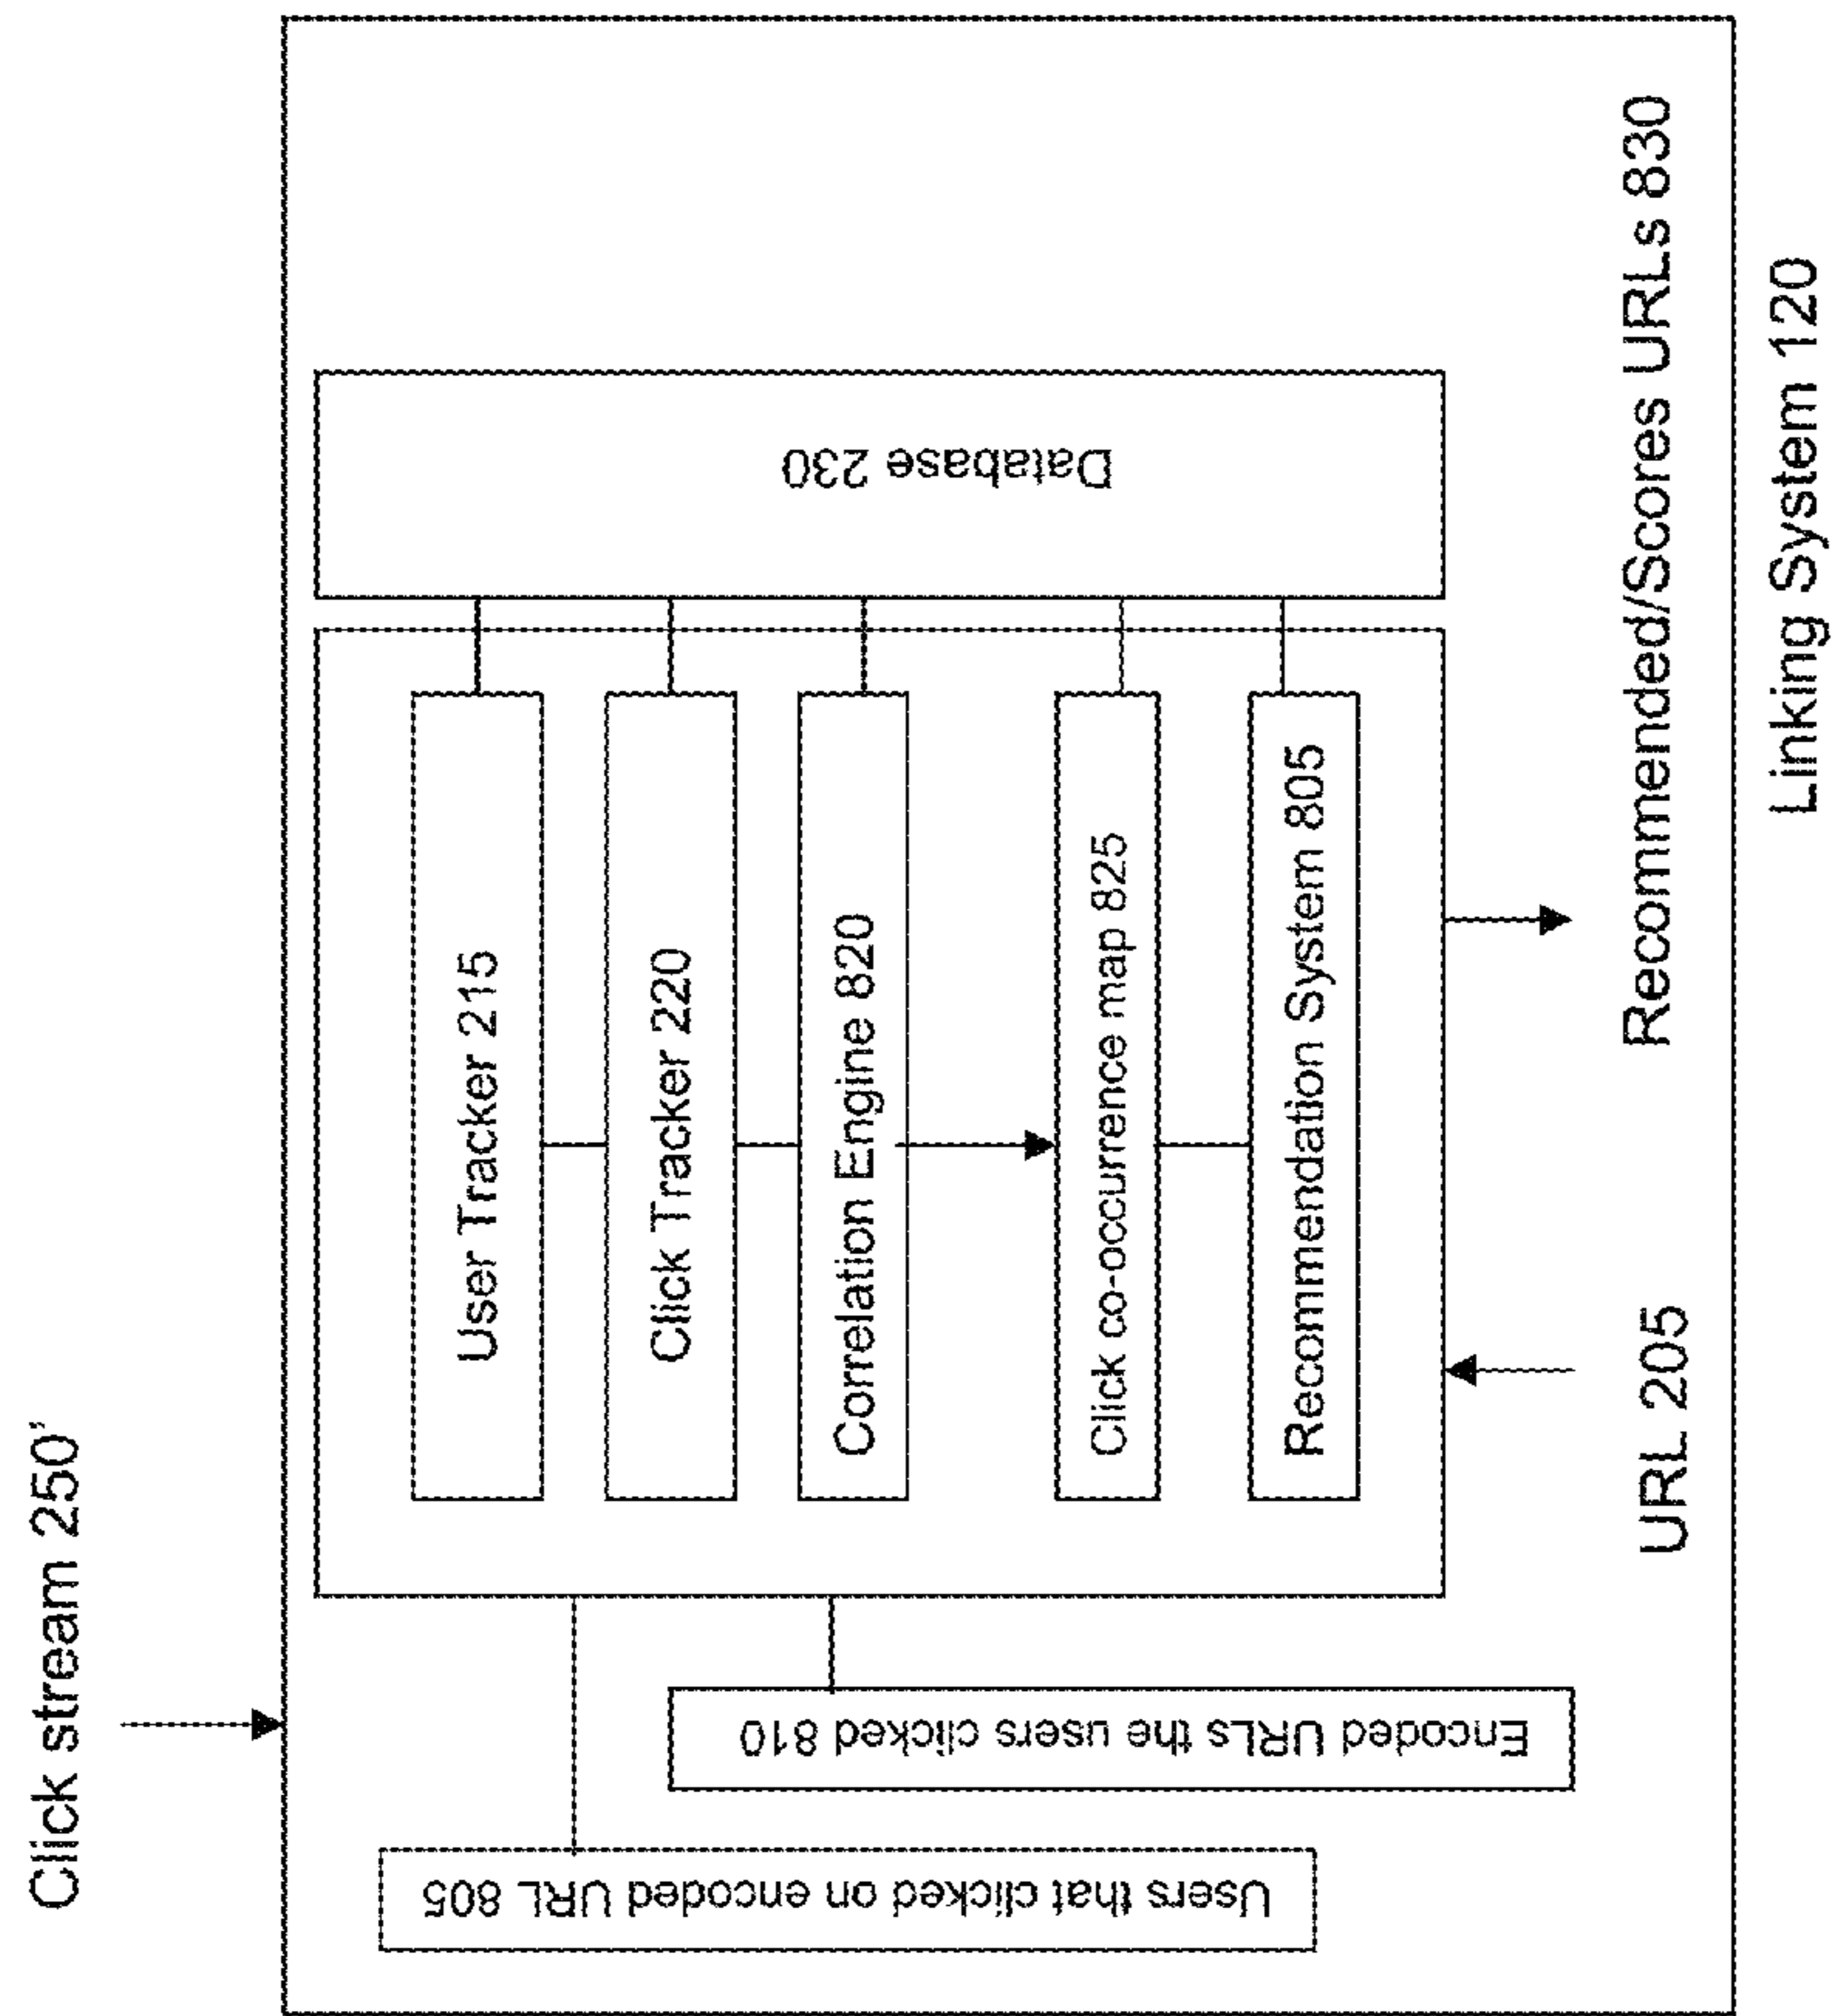 Click stream 250'
Users that clicked on encoded URL 805
Encoded URLs the users clicked 810
User Tracker 215
Click Tracker 220
Correlation Engine 820
Click co-occurrence map 825
Recommendation System 805
Database 230
URL 205
Recommended/Scores URLs 830
Linking System 120